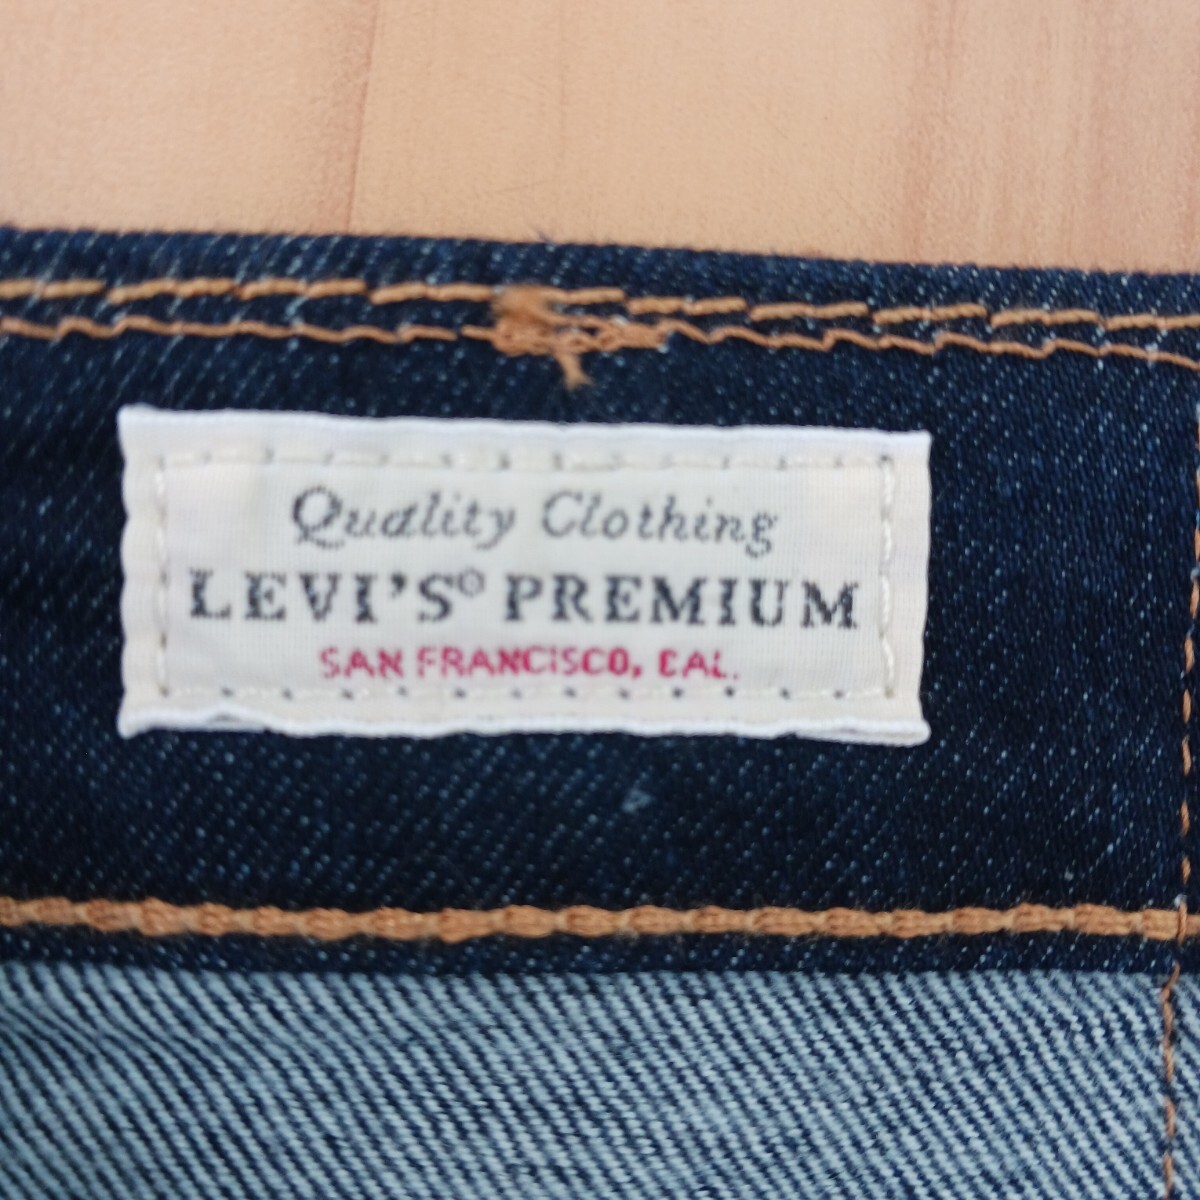 Quality Clothing
LEVI'S® PREMIUM
SAN FRANCISCO, CAL.